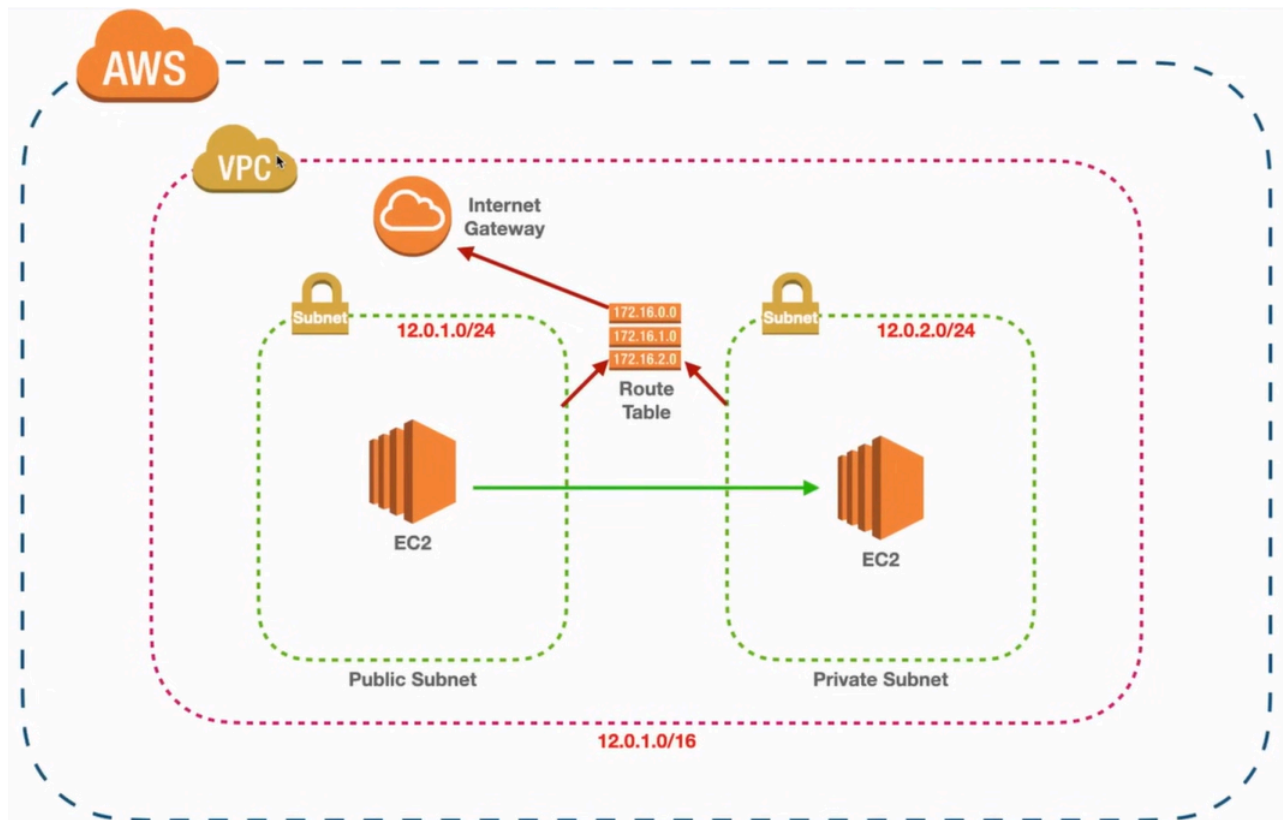 AWS
VPC
Internet
Gateway
Subnet
12.0.1.0/24
172.16.0.0
172.16.1.0
172.16.2.0
Route
Table
Subnet
12.0.2.0/24
EC2
EC2
Public Subnet
Private Subnet
12.0.1.0/16